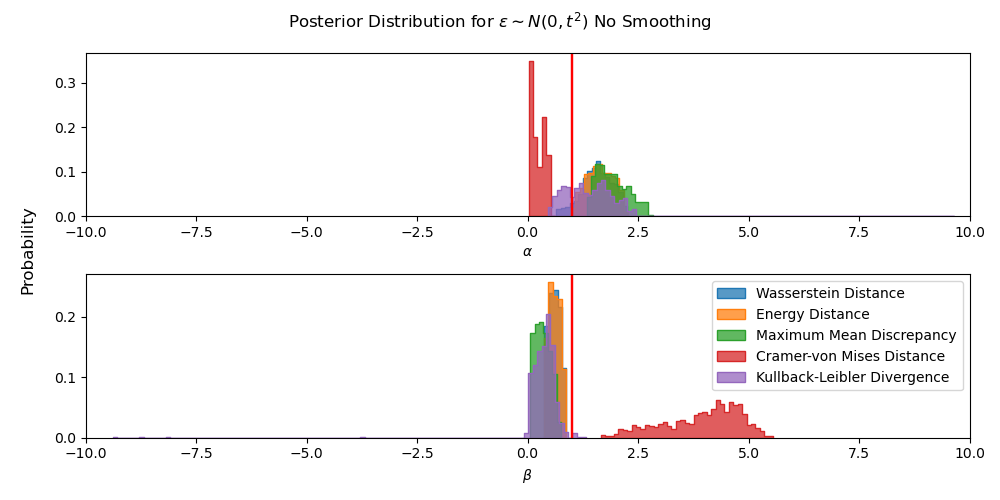 Posterior Distribution for ε ~ N(0, t²) No Smoothing
Probability
0.3
0.2
0.1
0.0
−10.0 −7.5 −5.0 −2.5 0.0 2.5 5.0 7.5 10.0
α
0.2
0.1
0.0
Wasserstein Distance
Energy Distance
Maximum Mean Discrepancy
Cramer-von Mises Distance
Kullback-Leibler Divergence
−10.0 −7.5 −5.0 −2.5 0.0 2.5 5.0 7.5 10.0
β